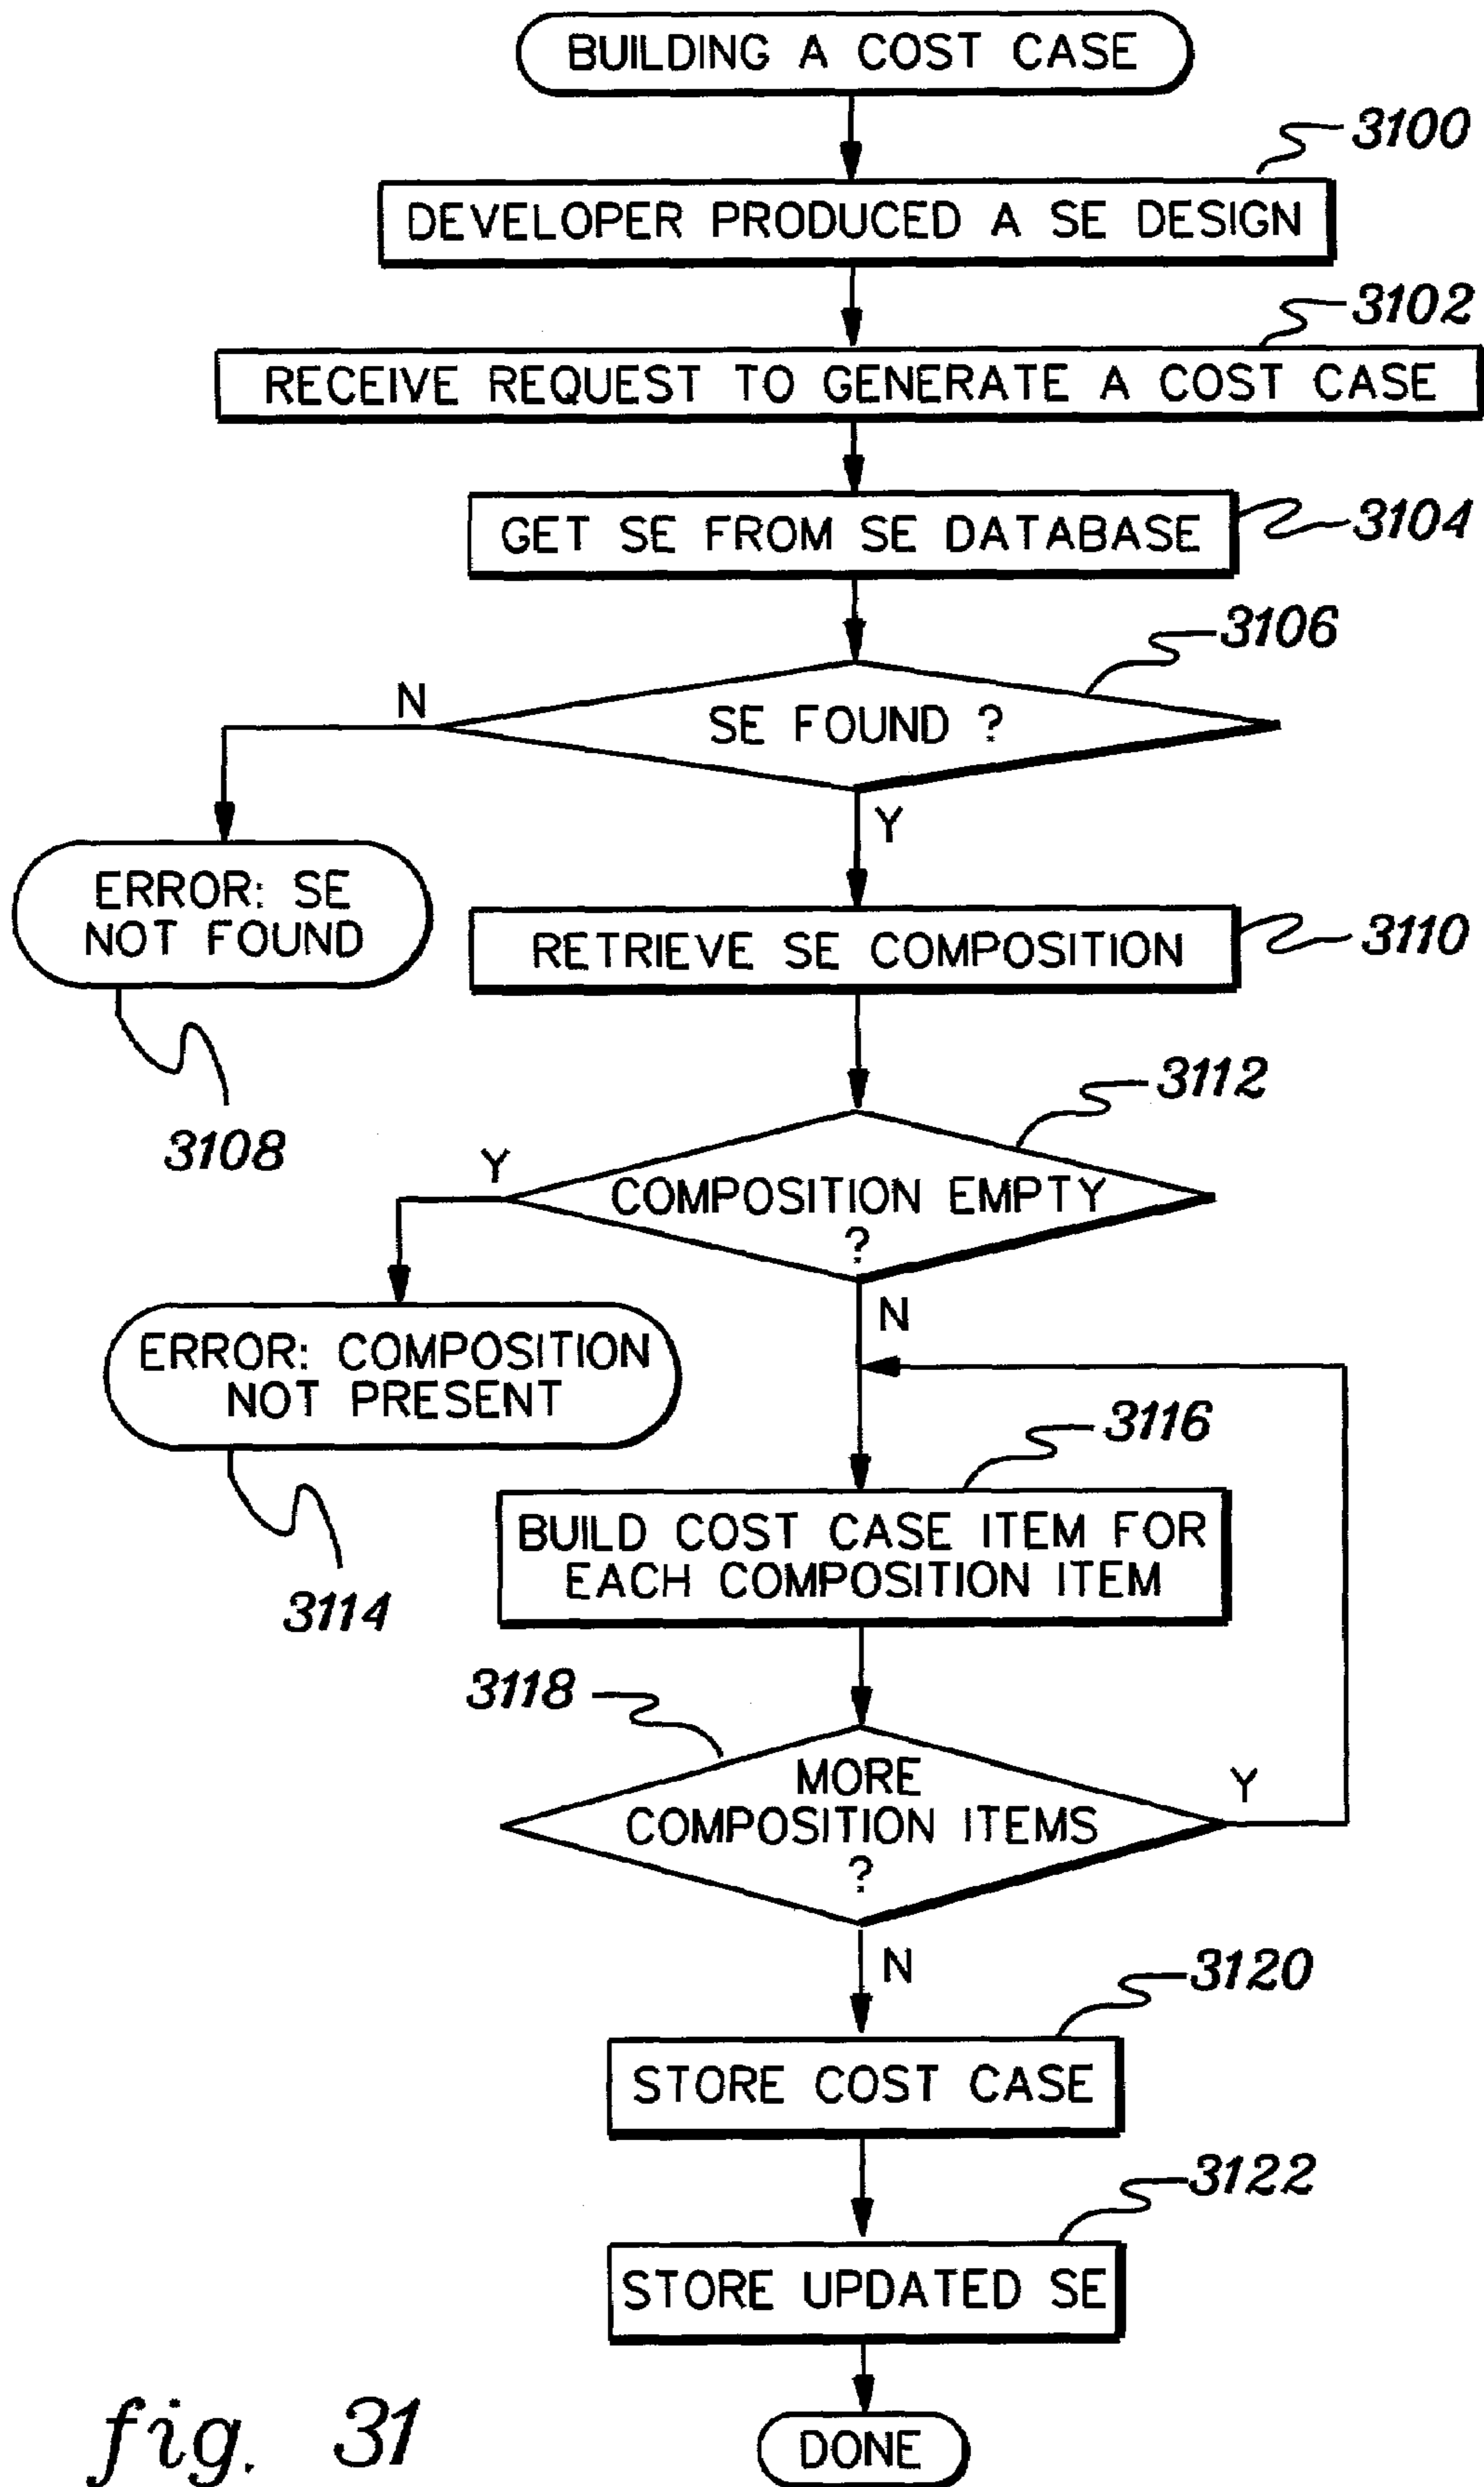 BUILDING A COST CASE
3100
DEVELOPER PRODUCED A SE DESIGN
3102
RECEIVE REQUEST TO GENERATE A COST CASE
GET SE FROM SE DATABASE
3104
3106
N
SE FOUND ?
Y
ERROR: SE
NOT FOUND
3108
RETRIEVE SE COMPOSITION
3110
3112
Y
COMPOSITION EMPTY
?
N
ERROR: COMPOSITION
NOT PRESENT
3114
3116
BUILD COST CASE ITEM FOR
EACH COMPOSITION ITEM
3118
MORE
COMPOSITION ITEMS
?
Y
N
3120
STORE COST CASE
3122
STORE UPDATED SE
DONE
fig. 31